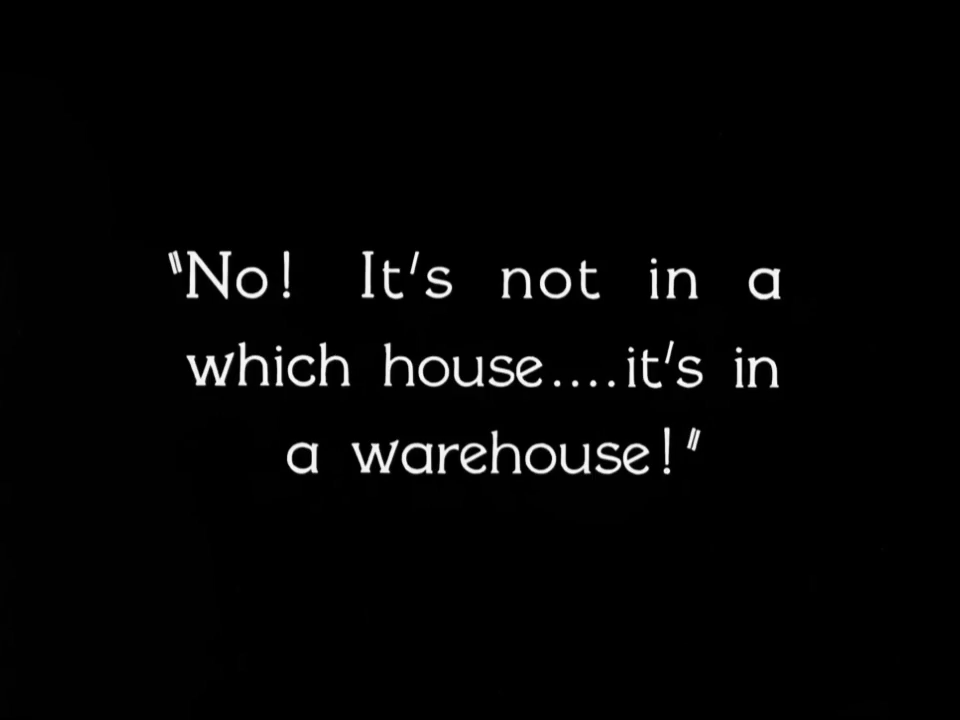 "No! It's not in a
which house....it's in
a warehouse!"